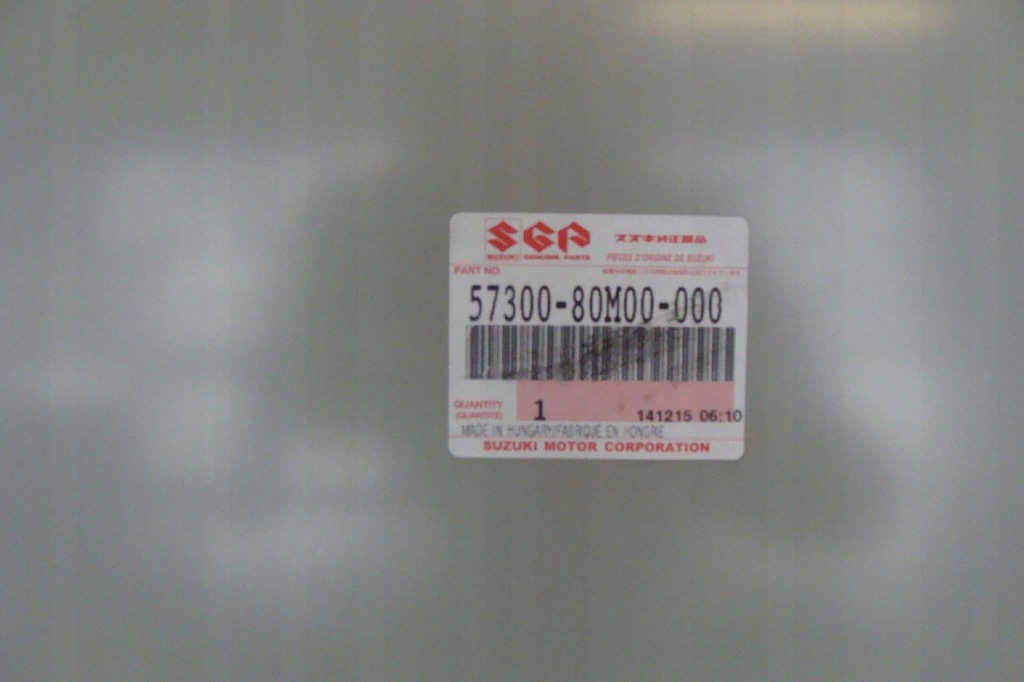 SGP スズキ純正部品
SUZUKI GENUINE PARTS PIÈCES D'ORIGINE DE SUZUKI
PART NO.
57300-80M00-000
QUANTITY
(QUANTITÉ) 1 141215 06:10
MADE IN HUNGARY/FABRIQUÉ EN HONGRIE
SUZUKI MOTOR CORPORATION